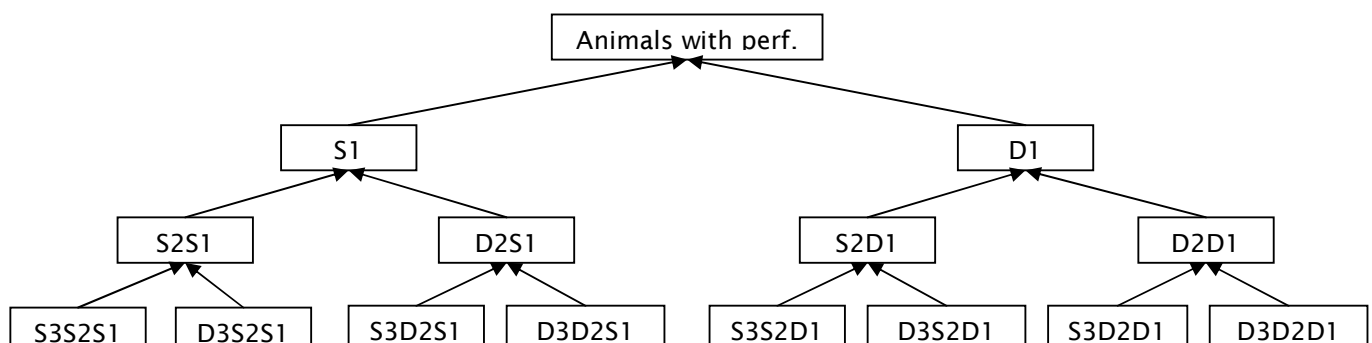 Animals with perf.
S1
D1
S2S1
D2S1
S2D1
D2D1
S3S2S1
D3S2S1
S3D2S1
D3D2S1
S3S2D1
D3S2D1
S3D2D1
D3D2D1